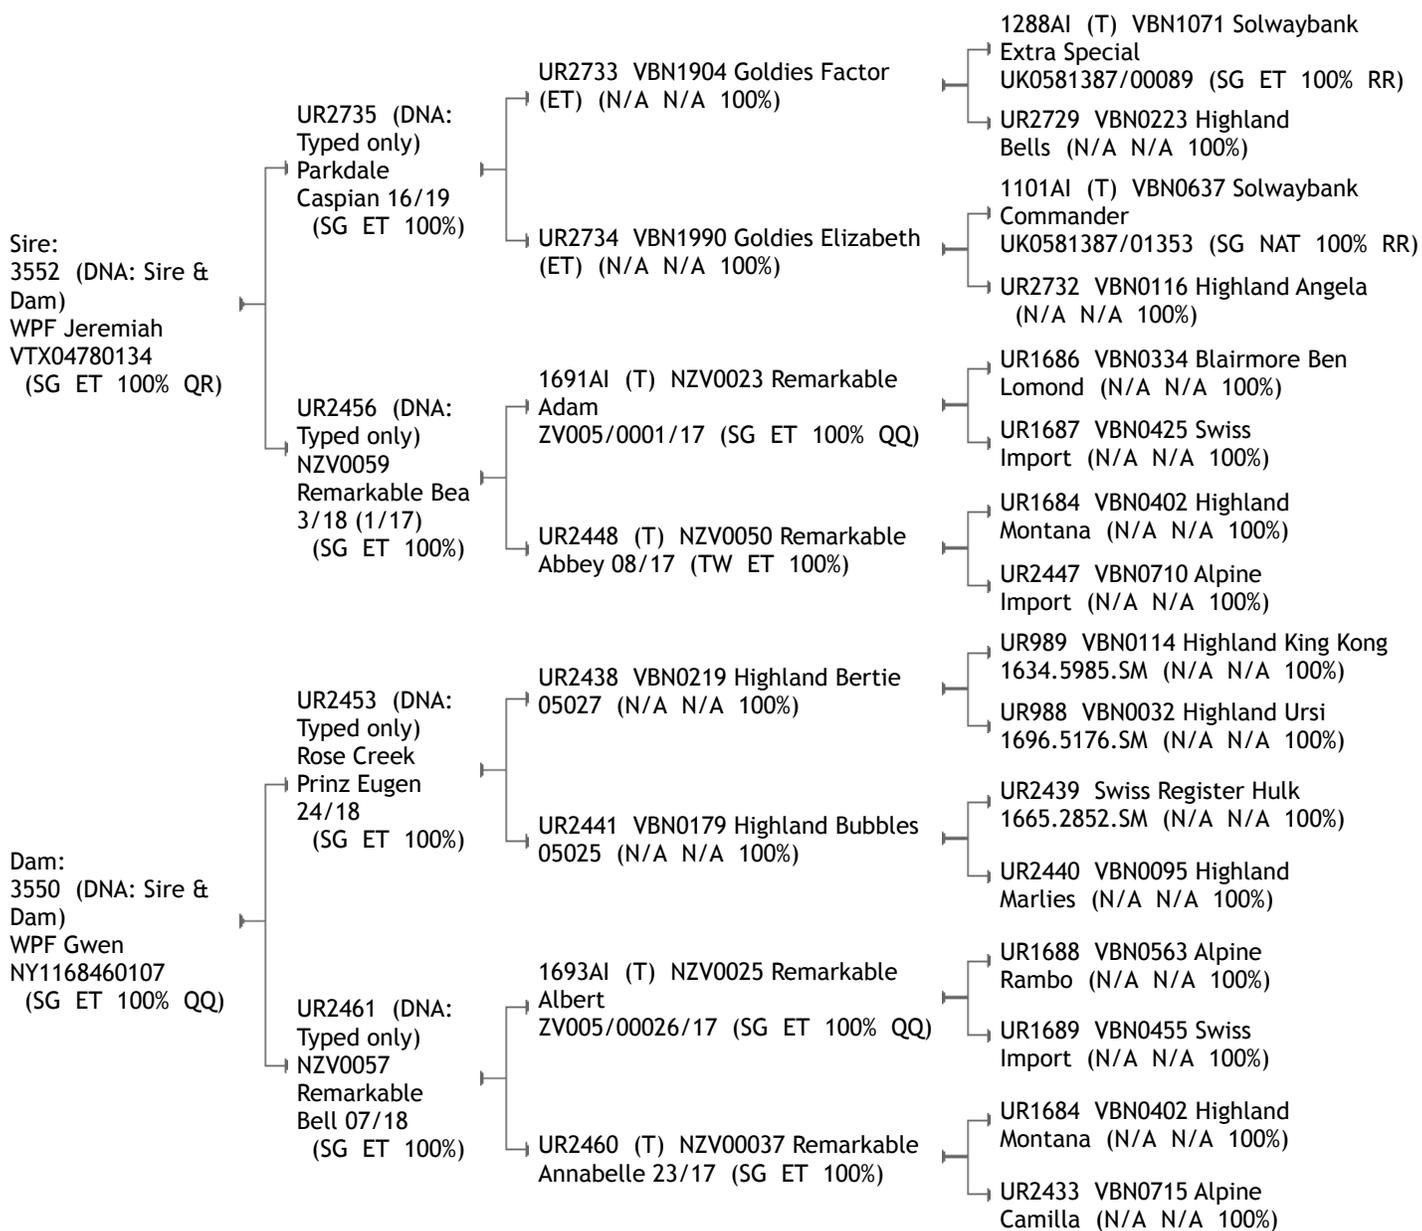 Sire:
3552 (DNA: Sire &
Dam)
WPF Jeremiah
VTX04780134
(SG ET 100% QR)
UR2735 (DNA:
Typed only)
Parkdale
Caspian 16/19
(SG ET 100%)
UR2733 VBN1904 Goldies Factor
(ET) (N/A N/A 100%)
1288AI (T) VBN1071 Solwaybank
Extra Special
UK0581387/00089 (SG ET 100% RR)
UR2729 VBN0223 Highland
Bells (N/A N/A 100%)
UR2734 VBN1990 Goldies Elizabeth
(ET) (N/A N/A 100%)
1101AI (T) VBN0637 Solwaybank
Commander
UK0581387/01353 (SG NAT 100% RR)
UR2732 VBN0116 Highland Angela
(N/A N/A 100%)
UR2456 (DNA:
Typed only)
NZV0059
Remarkable Bea
3/18 (1/17)
(SG ET 100%)
1691AI (T) NZV0023 Remarkable
Adam
ZV005/0001/17 (SG ET 100% QQ)
UR1686 VBN0334 Blairmore Ben
Lomond (N/A N/A 100%)
UR1687 VBN0425 Swiss
Import (N/A N/A 100%)
UR2448 (T) NZV0050 Remarkable
Abbey 08/17 (TW ET 100%)
UR1684 VBN0402 Highland
Montana (N/A N/A 100%)
UR2447 VBN0710 Alpine
Import (N/A N/A 100%)
Dam:
3550 (DNA: Sire &
Dam)
WPF Gwen
NY1168460107
(SG ET 100% QQ)
UR2453 (DNA:
Typed only)
Rose Creek
Prinz Eugen
24/18
(SG ET 100%)
UR2438 VBN0219 Highland Bertie
05027 (N/A N/A 100%)
UR989 VBN0114 Highland King Kong
1634.5985.SM (N/A N/A 100%)
UR988 VBN0032 Highland Ursi
1696.5176.SM (N/A N/A 100%)
UR2441 VBN0179 Highland Bubbles
05025 (N/A N/A 100%)
UR2439 Swiss Register Hulk
1665.2852.SM (N/A N/A 100%)
UR2440 VBN0095 Highland
Marlies (N/A N/A 100%)
UR2461 (DNA:
Typed only)
NZV0057
Remarkable
Bell 07/18
(SG ET 100%)
1693AI (T) NZV0025 Remarkable
Albert
ZV005/00026/17 (SG ET 100% QQ)
UR1688 VBN0563 Alpine
Rambo (N/A N/A 100%)
UR1689 VBN0455 Swiss
Import (N/A N/A 100%)
UR2460 (T) NZV00037 Remarkable
Annabelle 23/17 (SG ET 100%)
UR1684 VBN0402 Highland
Montana (N/A N/A 100%)
UR2433 VBN0715 Alpine
Camilla (N/A N/A 100%)